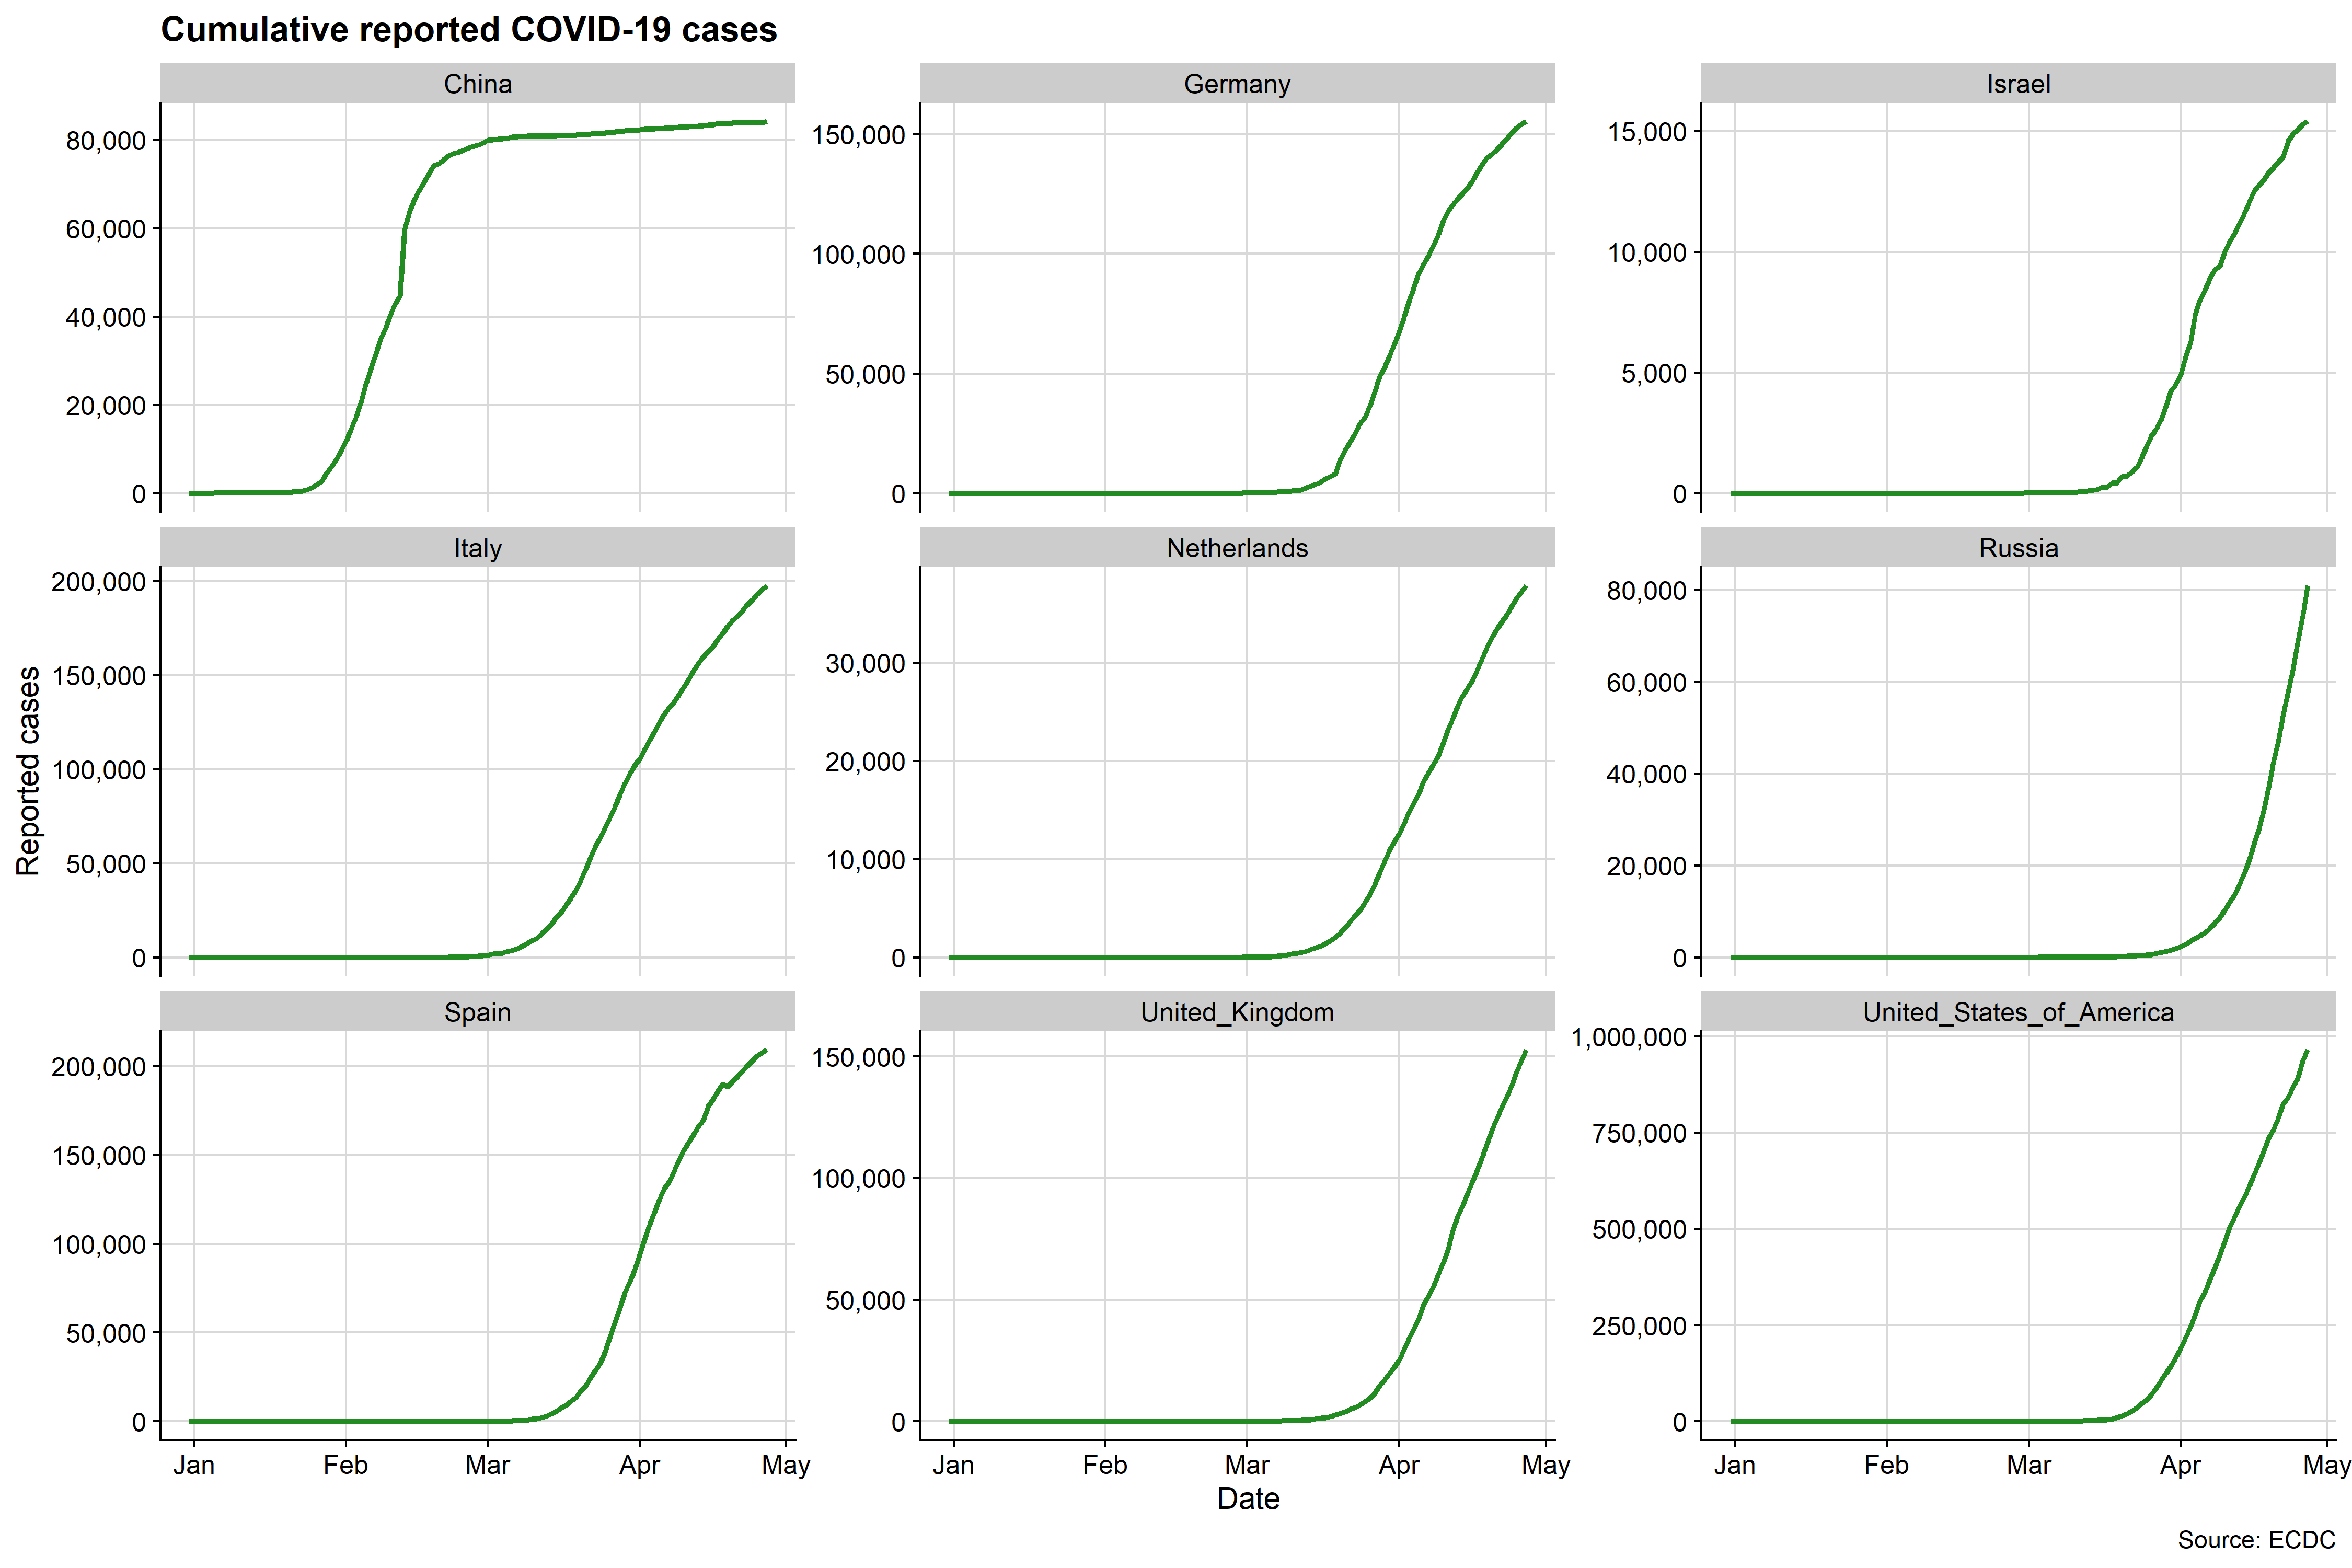 Cumulative reported COVID-19 cases
China
Germany
Israel
80,000
60,000
40,000
20,000
0
150,000
100,000
50,000
0
15,000
10,000
5,000
0
Italy
Netherlands
Russia
200,000
150,000
100,000
50,000
0
30,000
20,000
10,000
0
80,000
60,000
40,000
20,000
0
Reported cases
Spain
United_Kingdom
United_States_of_America
200,000
150,000
100,000
50,000
0
150,000
100,000
50,000
0
1,000,000
750,000
500,000
250,000
0
Jan Feb Mar Apr May
Jan Feb Mar Apr May
Jan Feb Mar Apr May
Date
Source: ECDC